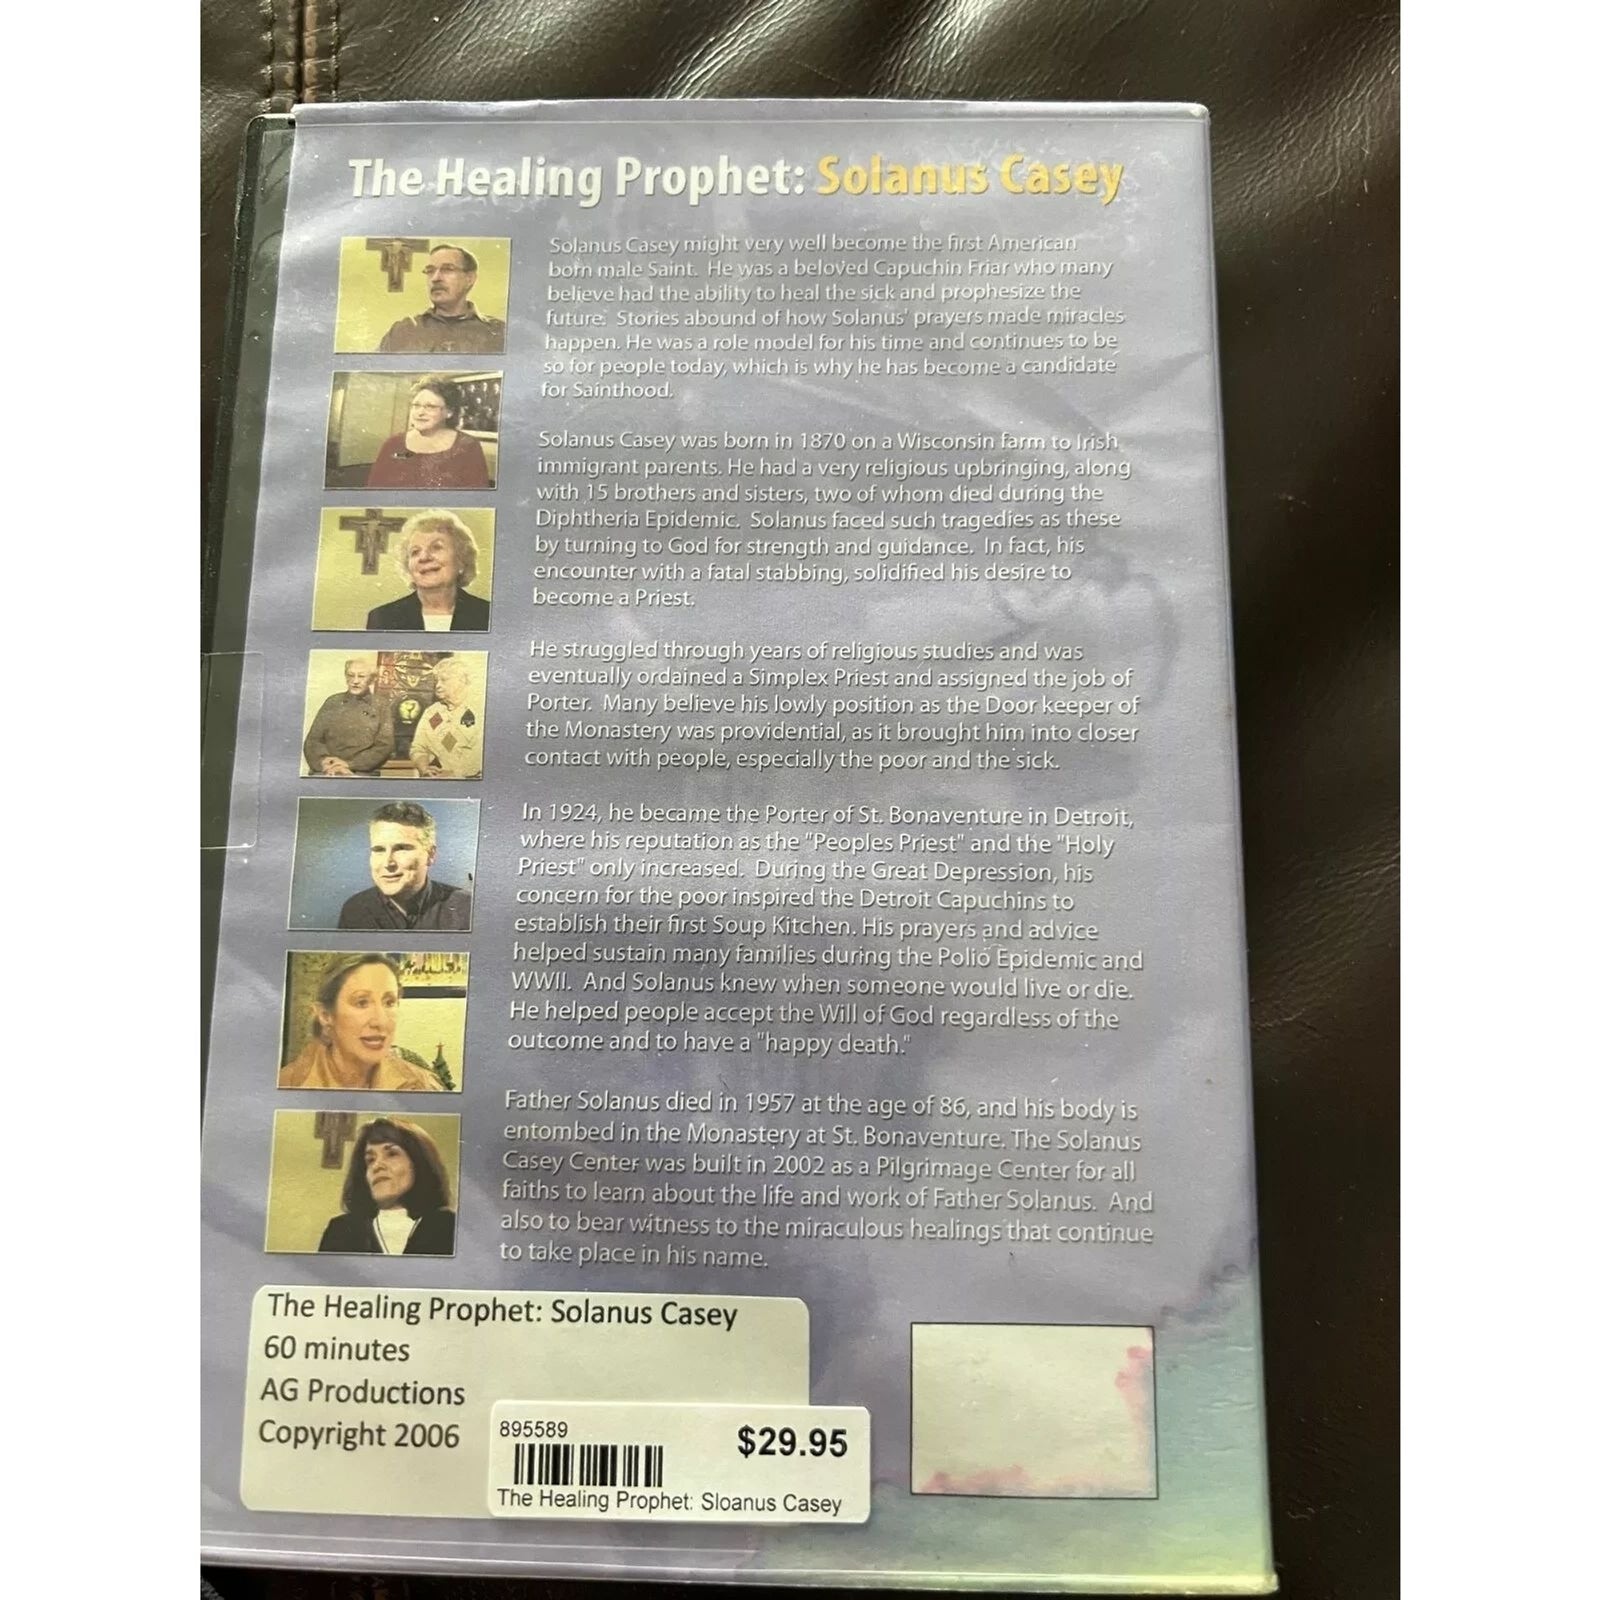 The Healing Prophet: Solanus Casey
Solanus Casey might very well become the first American
born male Saint. He was a beloved Capuchin Friar who many
believe had the ability to heal the sick and prophesize the
future. Stories abound of how Solanus' prayers made miracles
happen. He was a role model for his time and continues to be
so for people today, which is why he has become a candidate
for Sainthood.
Solanus Casey was born in 1870 on a Wisconsin farm to Irish
immigrant parents. He had a very religious upbringing, along
with 15 brothers and sisters, two of whom died during the
Diphtheria Epidemic. Solanus faced such tragedies as these
by turning to God for strength and guidance. In fact, his
encounter with a fatal stabbing, solidified his desire to
become a Priest.
He struggled through years of religious studies and was
eventually ordained a Simplex Priest and assigned the job of
Porter. Many believe his lowly position as the Door keeper of
the Monastery was providential, as it brought him into closer
contact with people, especially the poor and the sick.
In 1924, he became the Porter of St. Bonaventure in Detroit,
where his reputation as the "Peoples Priest" and the "Holy
Priest" only increased. During the Great Depression, his
concern for the poor inspired the Detroit Capuchins to
establish their first Soup Kitchen. His prayers and advice
helped sustain many families during the Polio Epidemic and
WWII. And Solanus knew when someone would live or die.
He helped people accept the Will of God regardless of the
outcome and to have a "happy death."
Father Solanus died in 1957 at the age of 86, and his body is
entombed in the Monastery at St. Bonaventure. The Solanus
Casey Center was built in 2002 as a Pilgrimage Center for all
faiths to learn about the life and work of Father Solanus. And
also to bear witness to the miraculous healings that continue
to take place in his name.
The Healing Prophet: Solanus Casey
60 minutes
AG Productions
Copyright 2006
895589
$29.95
The Healing Prophet: Sloanus Casey